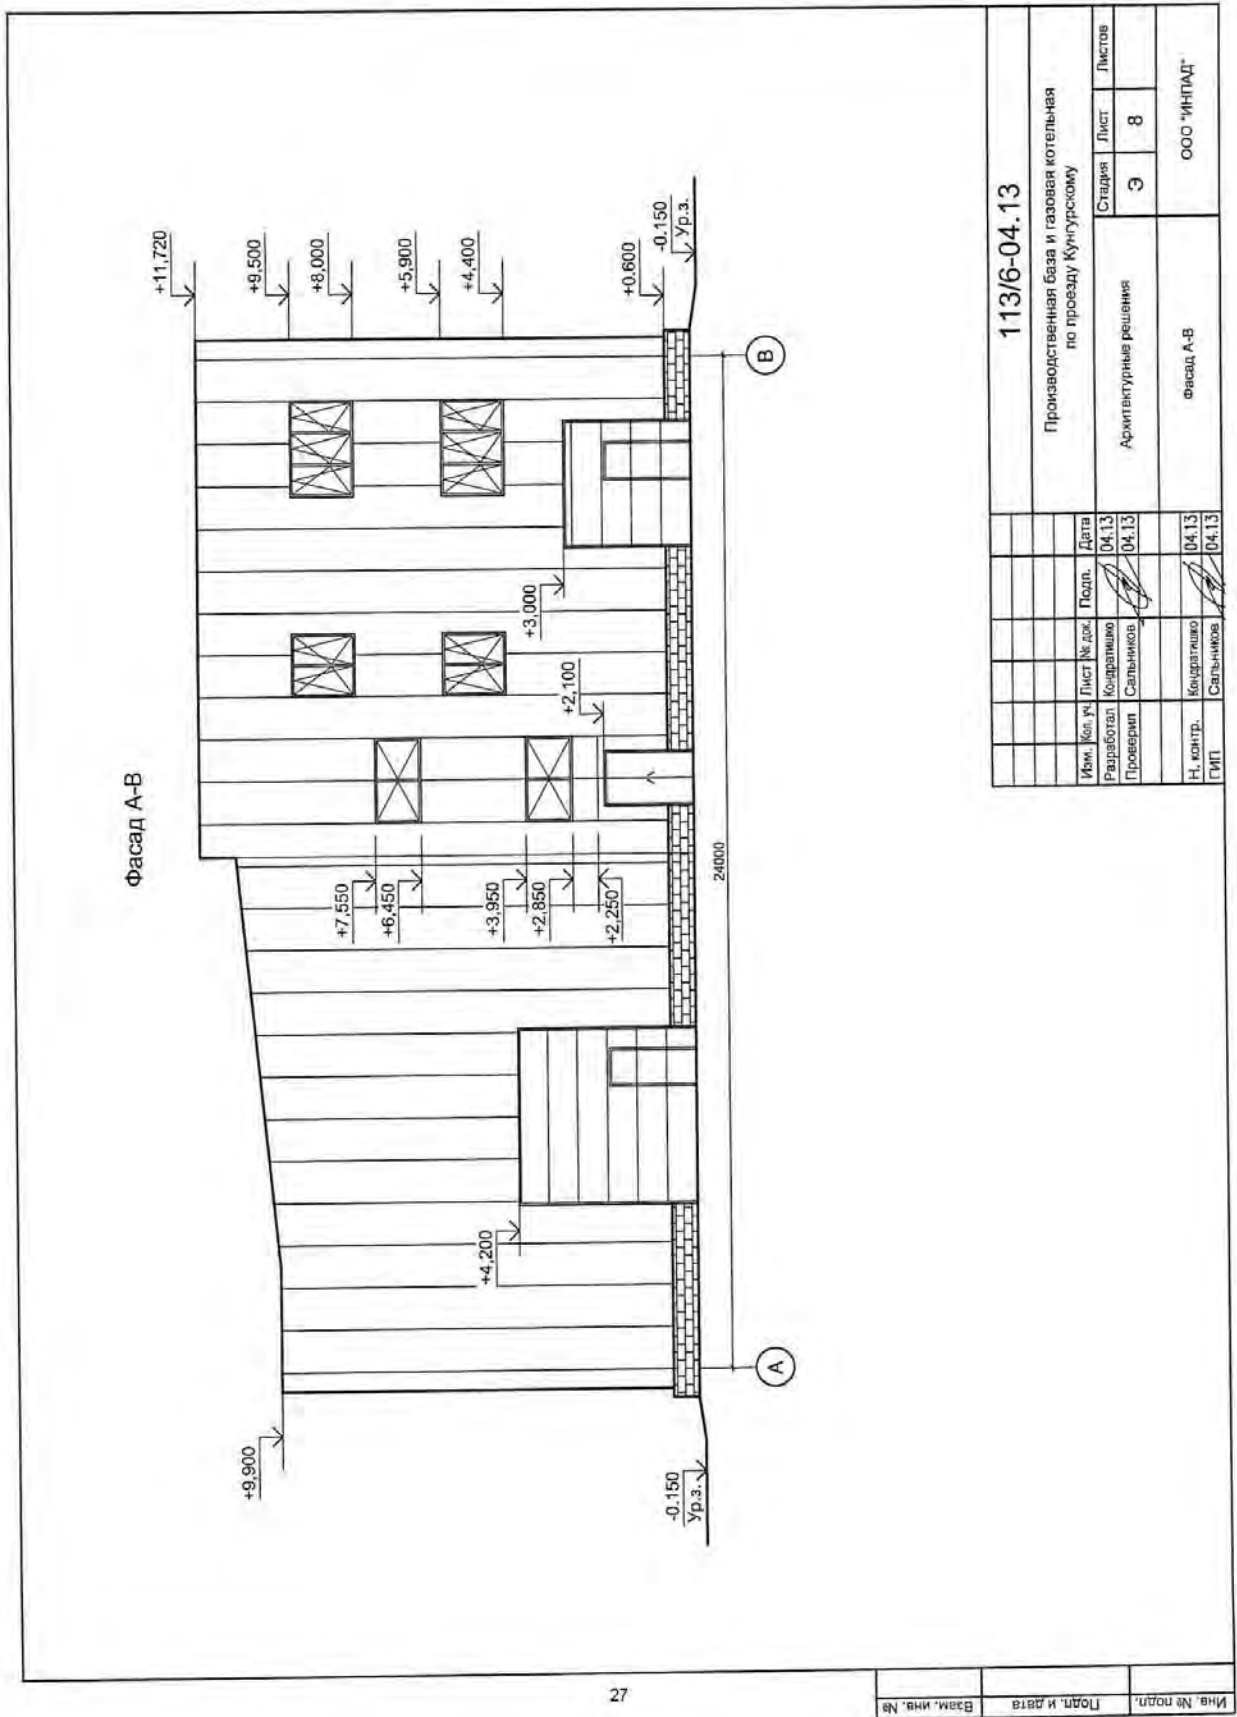 Фасад А-В
+11,720
+9,500
+8,000
+5,900
+4,400
+0.600
-0.150
Ур.з.
+3,000
+2,100
+7,550
+6,450
+3,950
+2,850
+2,250
+4,200
+9,900
-0.150
Ур.з.
24000
А
В
113/6-04.13
Производственная база и газовая котельная
по проезду Кунгурскому
Изм. Кол. уч. Лист № док. Подп. Дата
Разработал Кондратишко 04.13
Проверил Сальников 04.13
Н. контр. Кондратишко 04.13
ГИП Сальников 04.13
Архитектурные решения
Стадия Лист Листов
Э 8
Фасад А-В
ООО "ИНПАД"
Взам. инв. №
Подп. и дата
Инв. № подл.
27